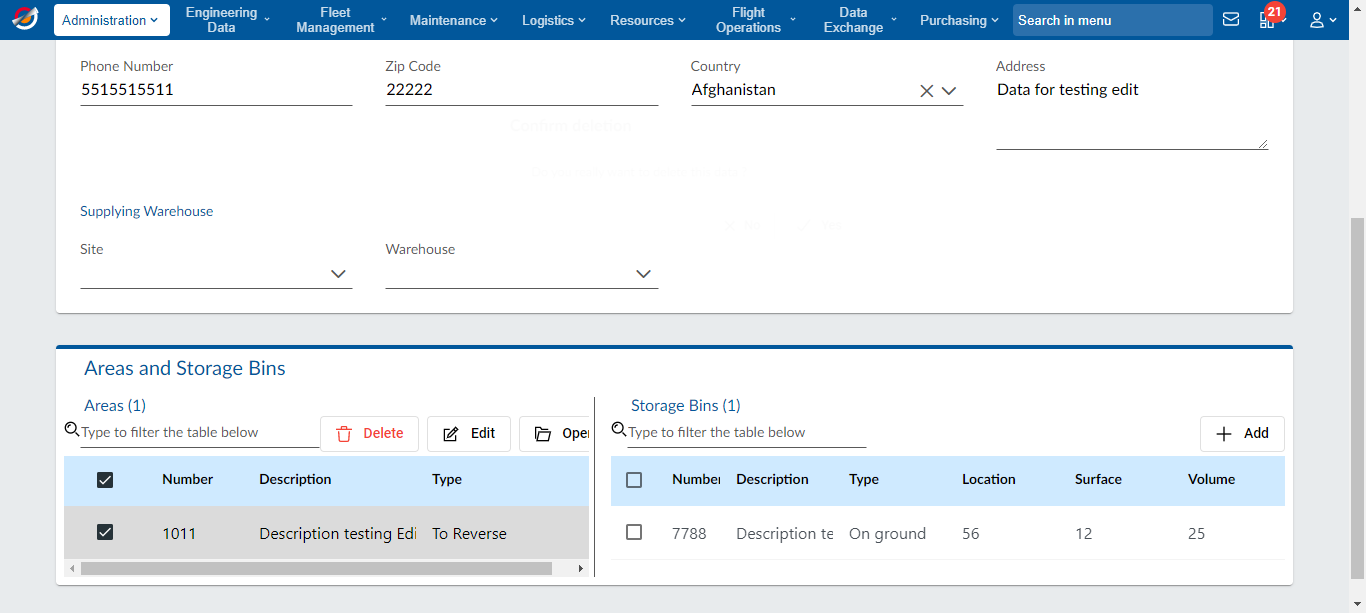 Administration
Engineering Data
Fleet Management
Maintenance
Logistics
Resources
Flight Operations
Data Exchange
Purchasing
Search in menu
21
Phone Number
5515515511
Zip Code
22222
Country
Afghanistan
Address
Data for testing edit
Confirm deletion
Supplying Warehouse
Site
Warehouse
Areas and Storage Bins
Areas (1)
Type to filter the table below
Delete
Edit
Oper
Number Description Type
1011 Description testing Edi To Reverse
Storage Bins (1)
Type to filter the table below
Add
Number Description Type Location Surface Volume
7788 Description te On ground 56 12 25